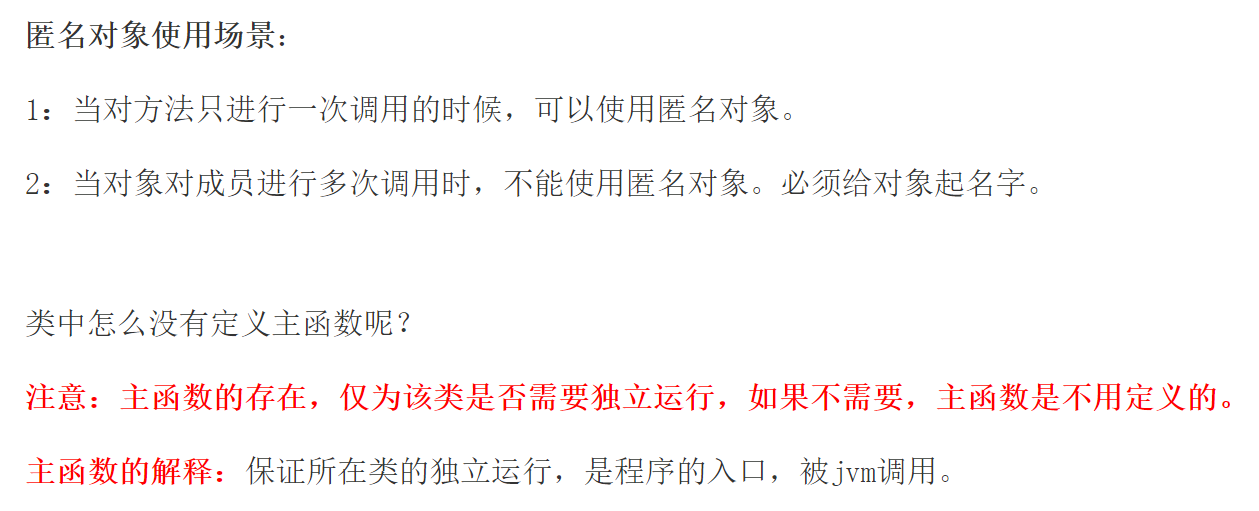 匿名对象使用场景：
1：当对方法只进行一次调用的时候，可以使用匿名对象。
2：当对象对成员进行多次调用时，不能使用匿名对象。必须给对象起名字。
类中怎么没有定义主函数呢？
注意：主函数的存在，仅为该类是否需要独立运行，如果不需要，主函数是不用定义的。
主函数的解释：保证所在类的独立运行，是程序的入口，被jvm调用。